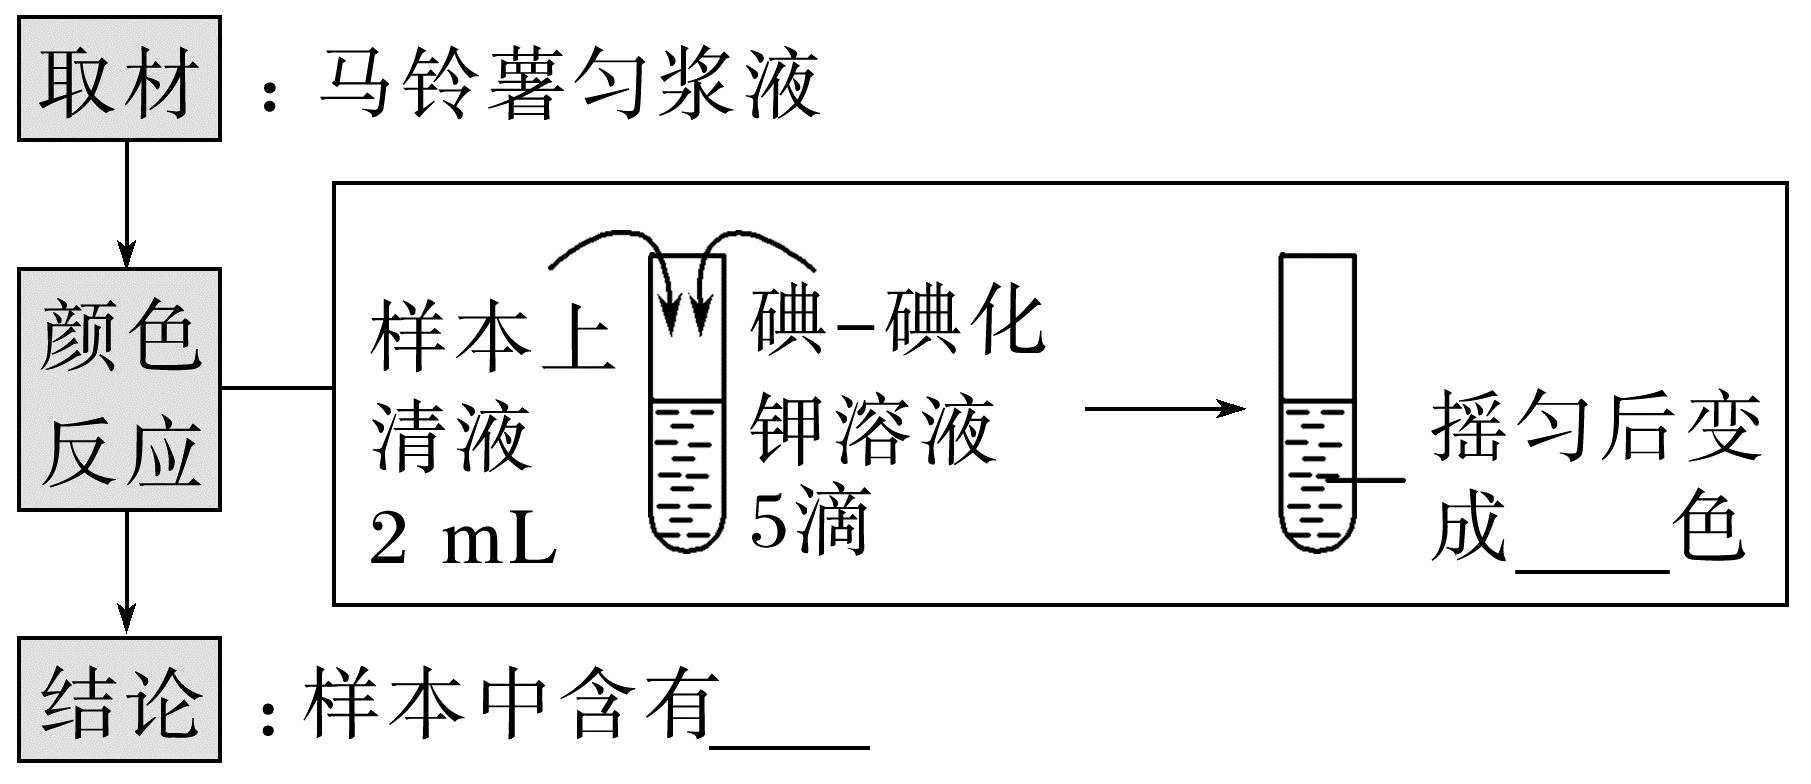 取材：马铃薯匀浆液
颜色
反应
样本上
清液
2 mL
碘－碘化
钾溶液
5滴
摇匀后变
成____色
结论：样本中含有____